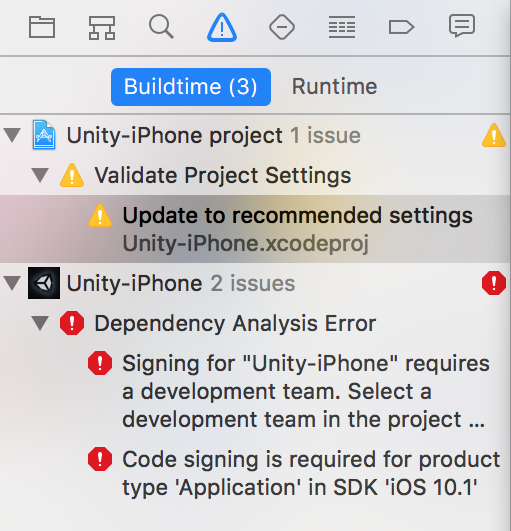 Buildtime (3) Runtime
Unity-iPhone project 1 issue
Validate Project Settings
Update to recommended settings
Unity-iPhone.xcodeproj
Unity-iPhone 2 issues
Dependency Analysis Error
Signing for "Unity-iPhone" requires
a development team. Select a
development team in the project ...
Code signing is required for product
type 'Application' in SDK 'iOS 10.1'